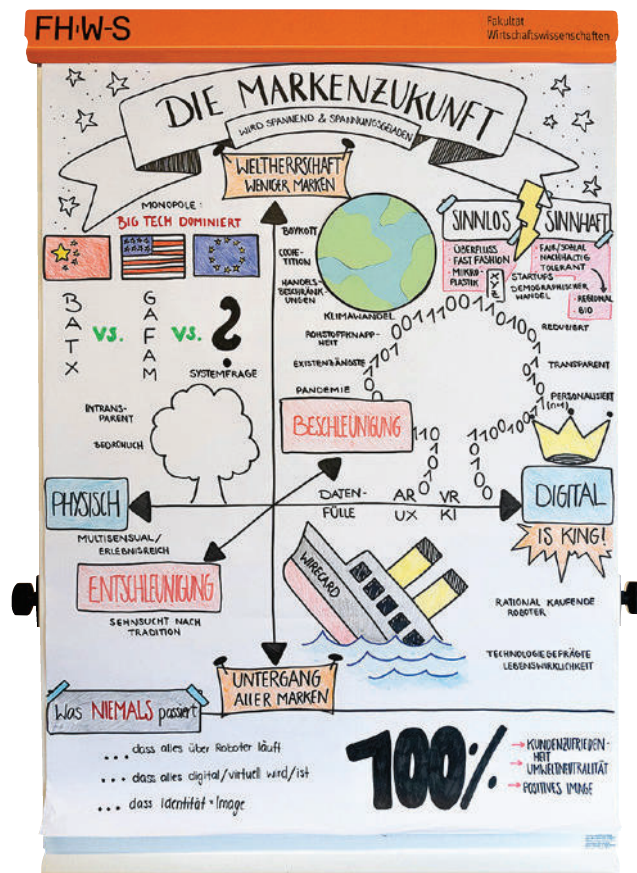 FH·W-S
Fakultät
Wirtschaftswissenschaften
DIE MARKENZUKUNFT
WIRD SPANNEND & SPANNUNGSGELADEN
WELTHERRSCHAFT
WENIGER MARKEN
MONOPOLE:
BIG TECH DOMINIERT
BATX
VS.
GAFAM
VS.
?
SYSTEMFRAGE
BOYKOTT
HANDELS-
BESCHRÄNK-
UNGEN
KLIMAWANDEL
ROHSTOFFKNAPP-
HEIT
EXISTENZÄNGSTE
PANDEMIE
SINNLOS
SINNHAFT
ÜBERFLUSS
FAST FASHION
MIKRO-
PLASTIK
XYZ
• FAIR/SOZIAL
NACHHALTIG
TOLERANT
STARTUPS
DEMOGRAPHISCHER
WANDEL
• REGIONAL
BIO
REDUZIERT
TRANSPARENT
PERSONALISIERT
INTRANS-
PARENT
BEDROHLICH
BESCHLEUNIGUNG
PHYSISCH
MULTISENSUAL/
ERLEBNISREICH
DATEN-
FÜLLE
AR VR
UX KI
DIGITAL
IS KING!
ENTSCHLEUNIGUNG
SEHNSUCHT NACH
TRADITION
WIRECARD
RATIONAL KAUFENDE
ROBOTER
TECHNOLOGIEGEPRÄGTE
LEBENSWIRKLICHKEIT
UNTERGANG
ALLER MARKEN
Was NIEMALS passiert
... dass alles über Roboter läuft
... dass alles digital/virtuell wird/ist
... dass Identität = Image
100%
→ KUNDENZUFRIEDEN-
HEIT
→ UMWELTNEUTRALITÄT
→ POSITIVES IMAGE